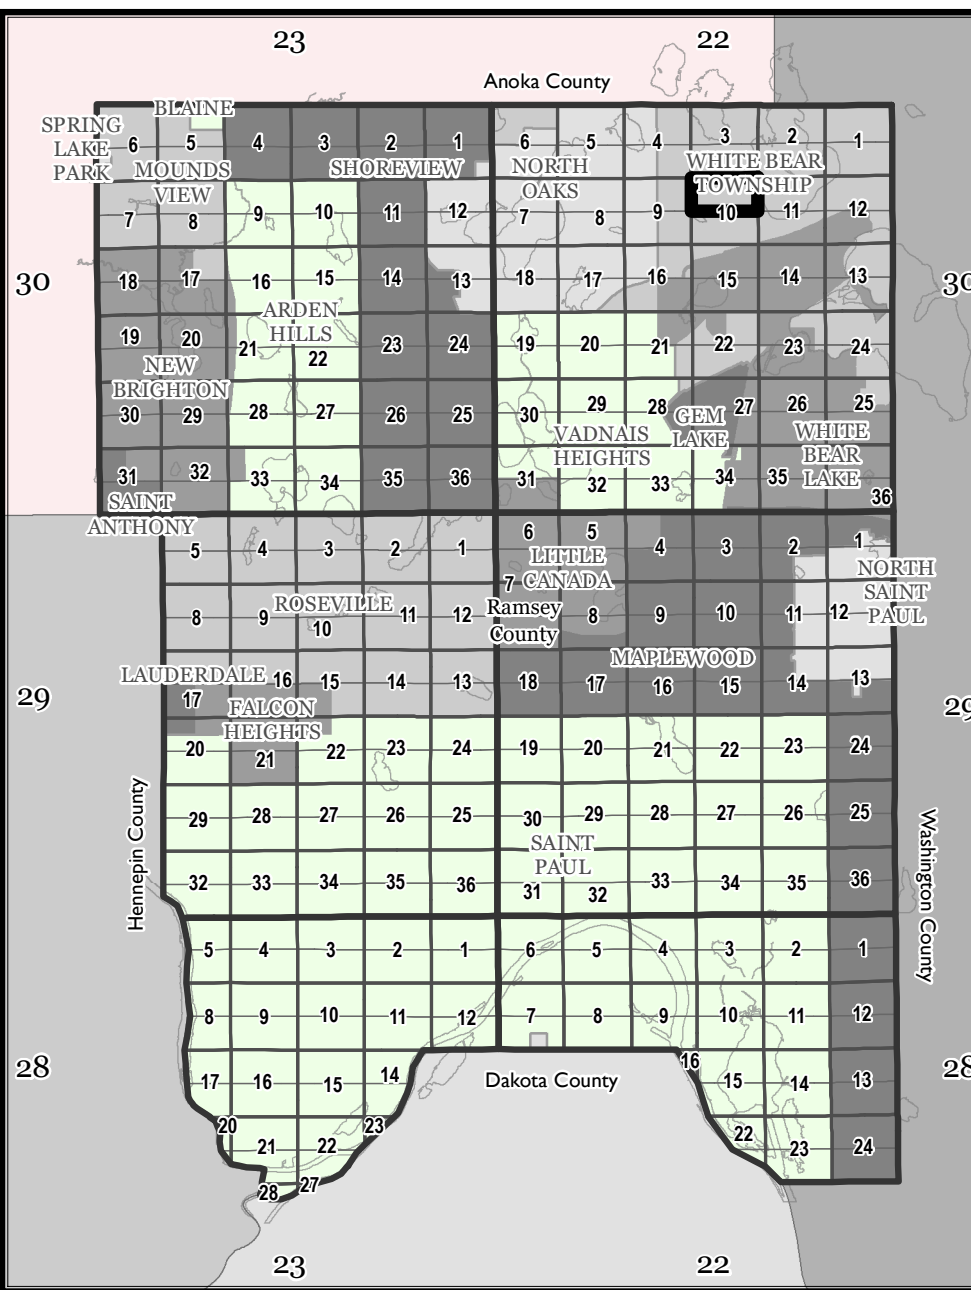 23 22
Anoka County
BLAINE
SPRING
LAKE
PARK
6 5 4 3 2 1 6 5 4 3 2 1
MOUNDS
VIEW
SHOREVIEW
NORTH
OAKS
WHITE BEAR
TOWNSHIP
7 8 9 10 11 12 7 8 9 10 11 12
30 18 17 16 15 14 13 18 17 16 15 14 13 30
ARDEN
HILLS
19 20 21 22 23 24 19 20 21 22 23 24
NEW
BRIGHTON
30 29 28 27 26 25 30 29 28 27 26 25
GEM
LAKE
VADNAIS
HEIGHTS
WHITE
BEAR
LAKE
31 32 33 34 35 36 31 32 33 34 35 36
SAINT
ANTHONY
5 4 3 2 1 6 5 4 3 2 1
LITTLE
CANADA
NORTH
SAINT
PAUL
ROSEVILLE
Ramsey
County
8 9 10 11 12 7 8 9 10 11 12
LAUDERDALE
MAPLEWOOD
29 17 16 15 14 13 18 17 16 15 14 13 29
FALCON
HEIGHTS
20 21 22 23 24 19 20 21 22 23 24
29 28 27 26 25 30 29 28 27 26 25
SAINT
PAUL
32 33 34 35 36 31 32 33 34 35 36
Hennepin County
Washington County
5 4 3 2 1 6 5 4 3 2 1
8 9 10 11 12 7 8 9 10 11 12
28 17 16 15 14 16 15 14 13 28
Dakota County
20 21 22 23 22 23 24
28 27
23 22